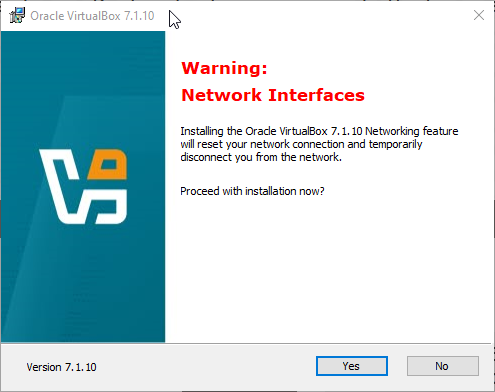 Oracle VirtualBox 7.1.10
Warning:
Network Interfaces
Installing the Oracle VirtualBox 7.1.10 Networking feature
will reset your network connection and temporarily
disconnect you from the network.
Proceed with installation now?
Version 7.1.10
Yes
No